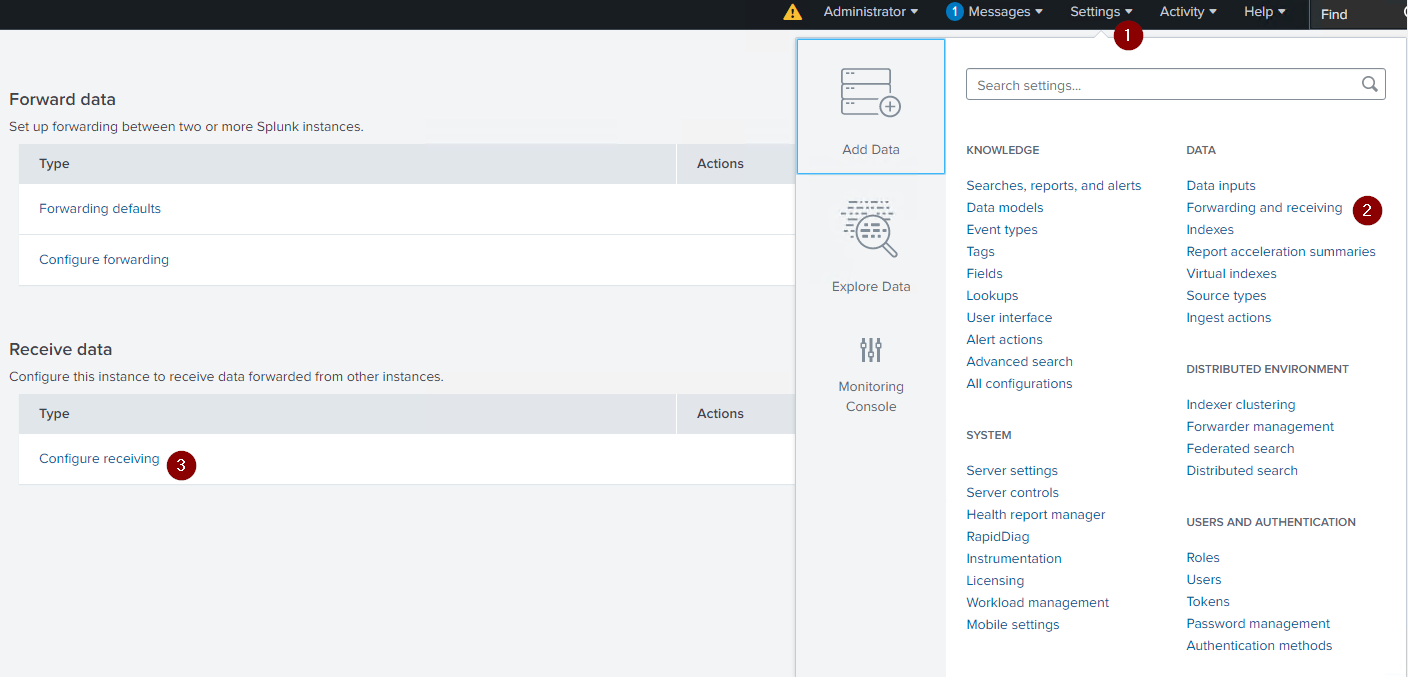 Administrator 1 Messages Settings Activity Help Find
1
Forward data
Set up forwarding between two or more Splunk instances.
Type Actions
Forwarding defaults
Configure forwarding
Receive data
Configure this instance to receive data forwarded from other instances.
Type Actions
Configure receiving 3
Add Data
Explore Data
Monitoring
Console
Search settings...
KNOWLEDGE
Searches, reports, and alerts
Data models
Event types
Tags
Fields
Lookups
User interface
Alert actions
Advanced search
All configurations
SYSTEM
Server settings
Server controls
Health report manager
RapidDiag
Instrumentation
Licensing
Workload management
Mobile settings
DATA
Data inputs
Forwarding and receiving 2
Indexes
Report acceleration summaries
Virtual indexes
Source types
Ingest actions
DISTRIBUTED ENVIRONMENT
Indexer clustering
Forwarder management
Federated search
Distributed search
USERS AND AUTHENTICATION
Roles
Users
Tokens
Password management
Authentication methods